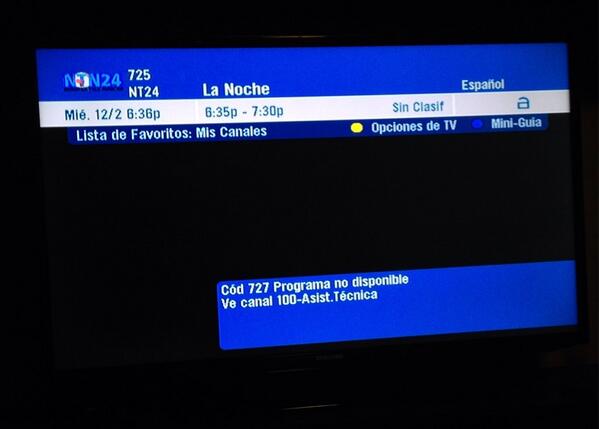 NTN24
725
NT24
La Noche
Español
Mié. 12/2 6:36p
6:35p - 7:30p
Sin Clasif
Lista de Favoritos: Mis Canales
Opciones de TV
Mini-Guía
Cód 727 Programa no disponible
Ve canal 100-Asist.Técnica